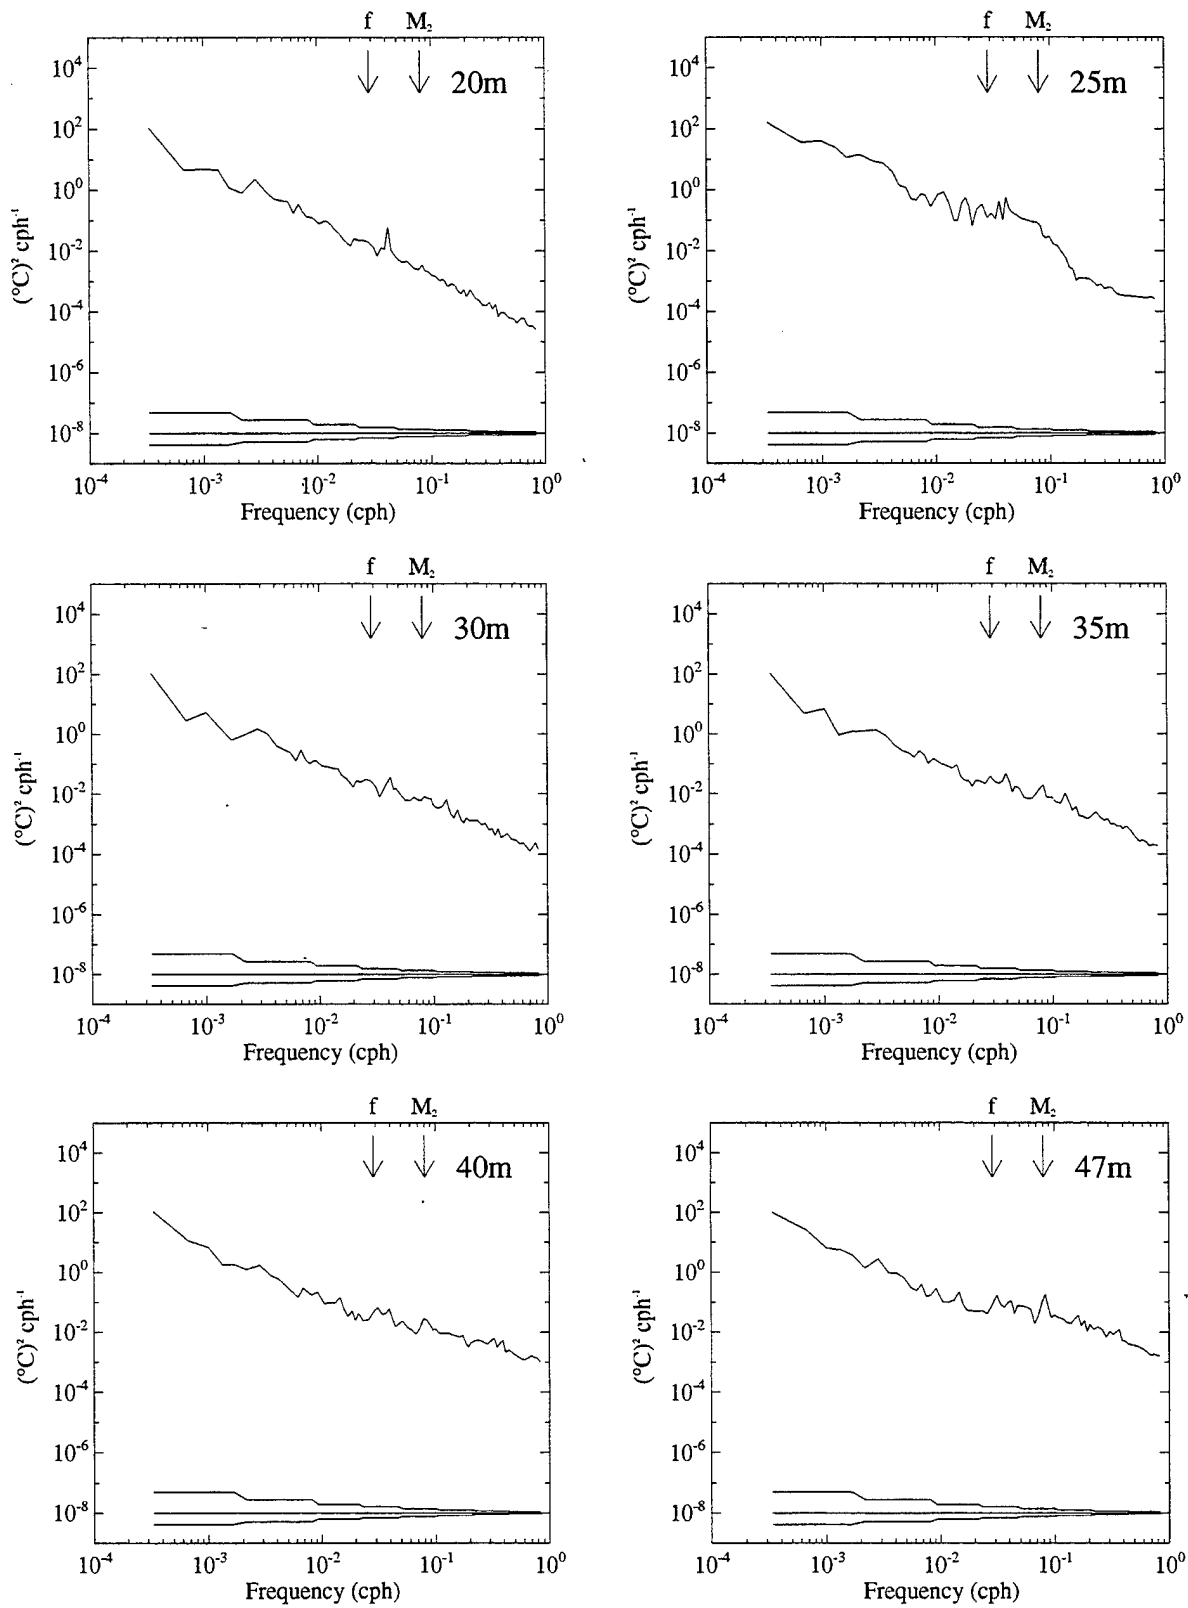 f M₂ f M₂
10⁴ 20m 10⁴ 25m
10² 10²
10⁰ 10⁰
10⁻² 10⁻²
10⁻⁴ 10⁻⁴
10⁻⁶ 10⁻⁶
10⁻⁸ 10⁻⁸
(°C)² cph⁻¹ (°C)² cph⁻¹
10⁻⁴ 10⁻³ 10⁻² 10⁻¹ 10⁰ 10⁻⁴ 10⁻³ 10⁻² 10⁻¹ 10⁰
Frequency (cph) Frequency (cph)
f M₂ f M₂
10⁴ 30m 10⁴ 35m
10² 10²
10⁰ 10⁰
10⁻² 10⁻²
10⁻⁴ 10⁻⁴
10⁻⁶ 10⁻⁶
10⁻⁸ 10⁻⁸
(°C)² cph⁻¹ (°C)² cph⁻¹
10⁻⁴ 10⁻³ 10⁻² 10⁻¹ 10⁰ 10⁻⁴ 10⁻³ 10⁻² 10⁻¹ 10⁰
Frequency (cph) Frequency (cph)
f M₂ f M₂
10⁴ 40m 10⁴ 47m
10² 10²
10⁰ 10⁰
10⁻² 10⁻²
10⁻⁴ 10⁻⁴
10⁻⁶ 10⁻⁶
10⁻⁸ 10⁻⁸
(°C)² cph⁻¹ (°C)² cph⁻¹
10⁻⁴ 10⁻³ 10⁻² 10⁻¹ 10⁰ 10⁻⁴ 10⁻³ 10⁻² 10⁻¹ 10⁰
Frequency (cph) Frequency (cph)